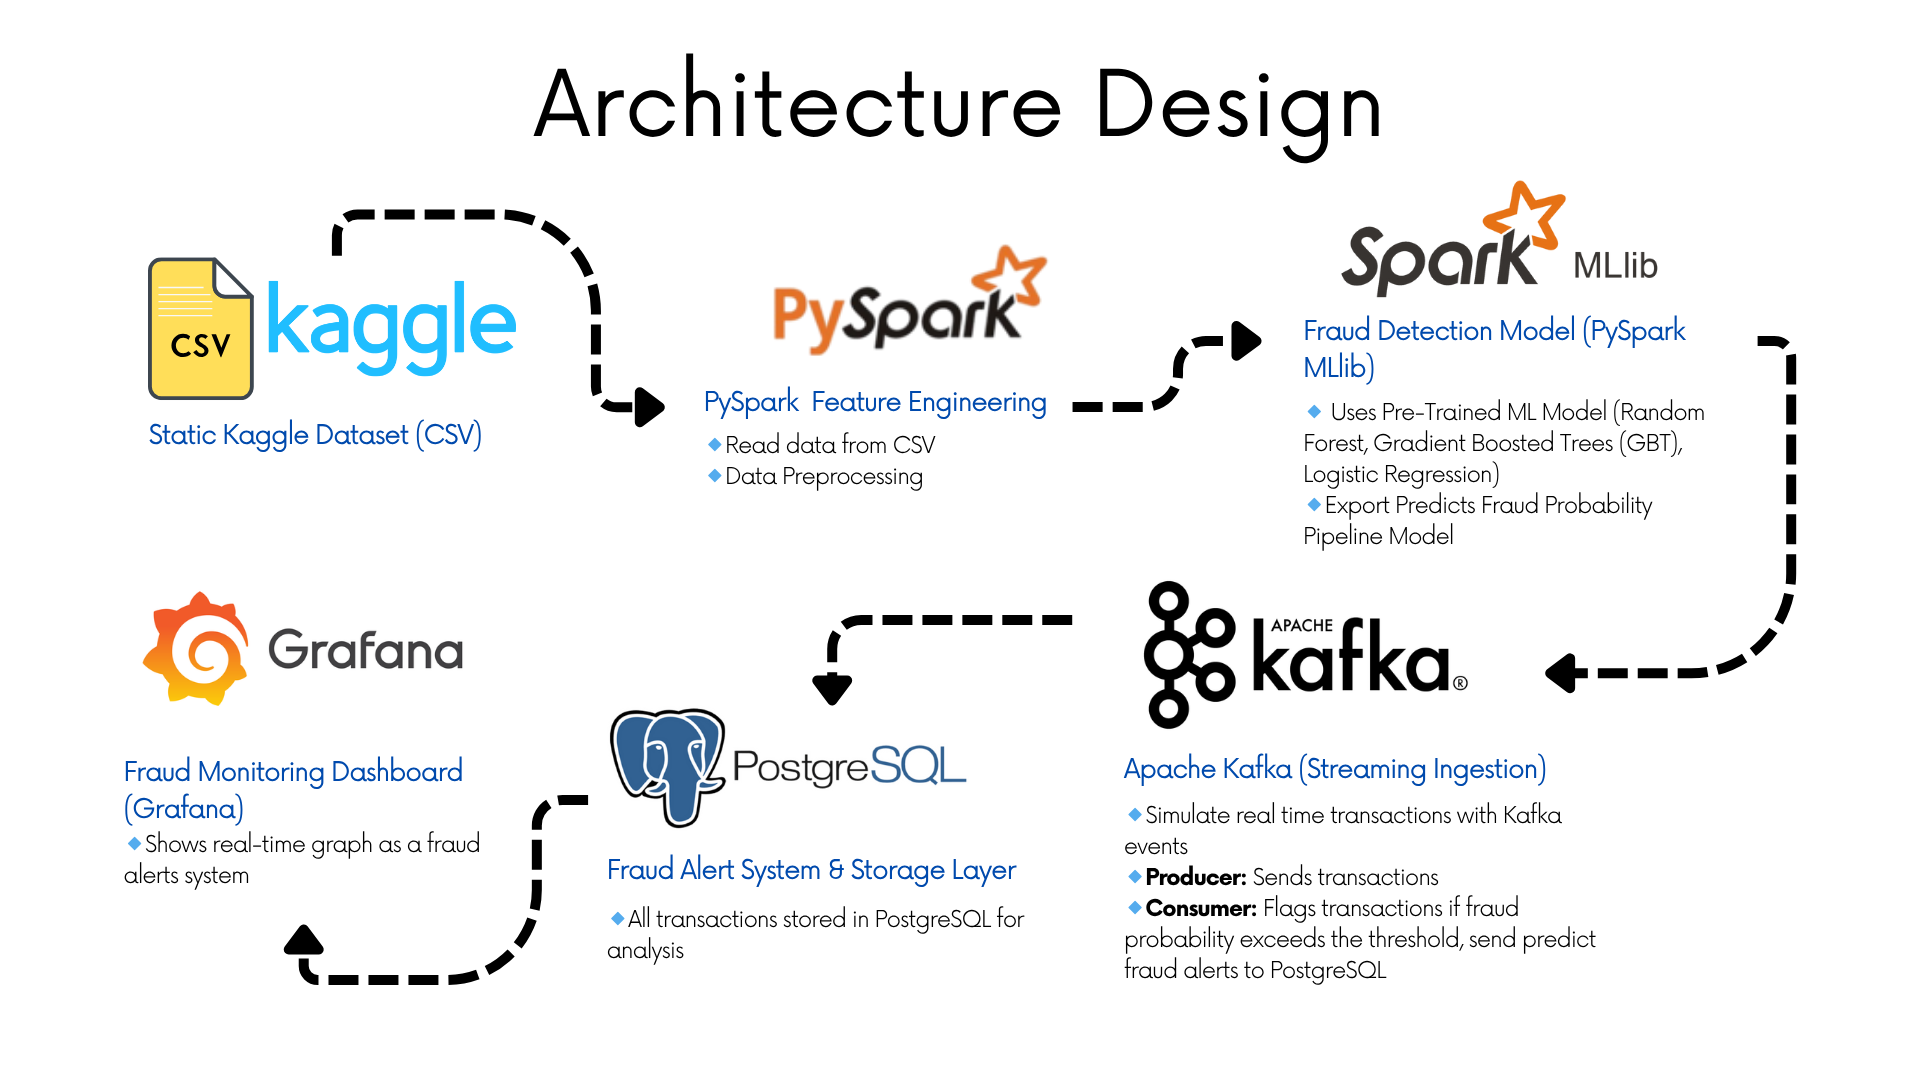 Architecture Design
CSV
kaggle
Static Kaggle Dataset (CSV)
PySpark
PySpark Feature Engineering
🔹Read data from CSV
🔹Data Preprocessing
Spark MLlib
Fraud Detection Model (PySpark
MLlib)
🔹 Uses Pre-Trained ML Model (Random
Forest, Gradient Boosted Trees (GBT),
Logistic Regression)
🔹Export Predicts Fraud Probability
Pipeline Model
APACHE
kafka®
Apache Kafka (Streaming Ingestion)
🔹Simulate real time transactions with Kafka
events
🔹Producer: Sends transactions
🔹Consumer: Flags transactions if fraud
probability exceeds the threshold, send predict
fraud alerts to PostgreSQL
PostgreSQL
Fraud Alert System & Storage Layer
🔹All transactions stored in PostgreSQL for
analysis
Grafana
Fraud Monitoring Dashboard
(Grafana)
🔹Shows real-time graph as a fraud
alerts system